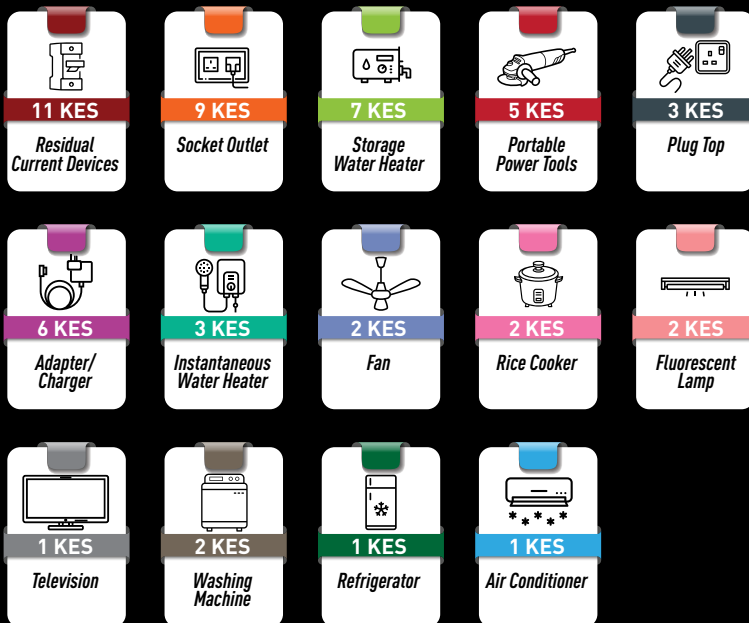 11 KES
Residual
Current Devices
9 KES
Socket Outlet
7 KES
Storage
Water Heater
5 KES
Portable
Power Tools
3 KES
Plug Top
6 KES
Adapter/
Charger
3 KES
Instantaneous
Water Heater
2 KES
Fan
2 KES
Rice Cooker
2 KES
Fluorescent
Lamp
1 KES
Television
2 KES
Washing
Machine
1 KES
Refrigerator
1 KES
Air Conditioner